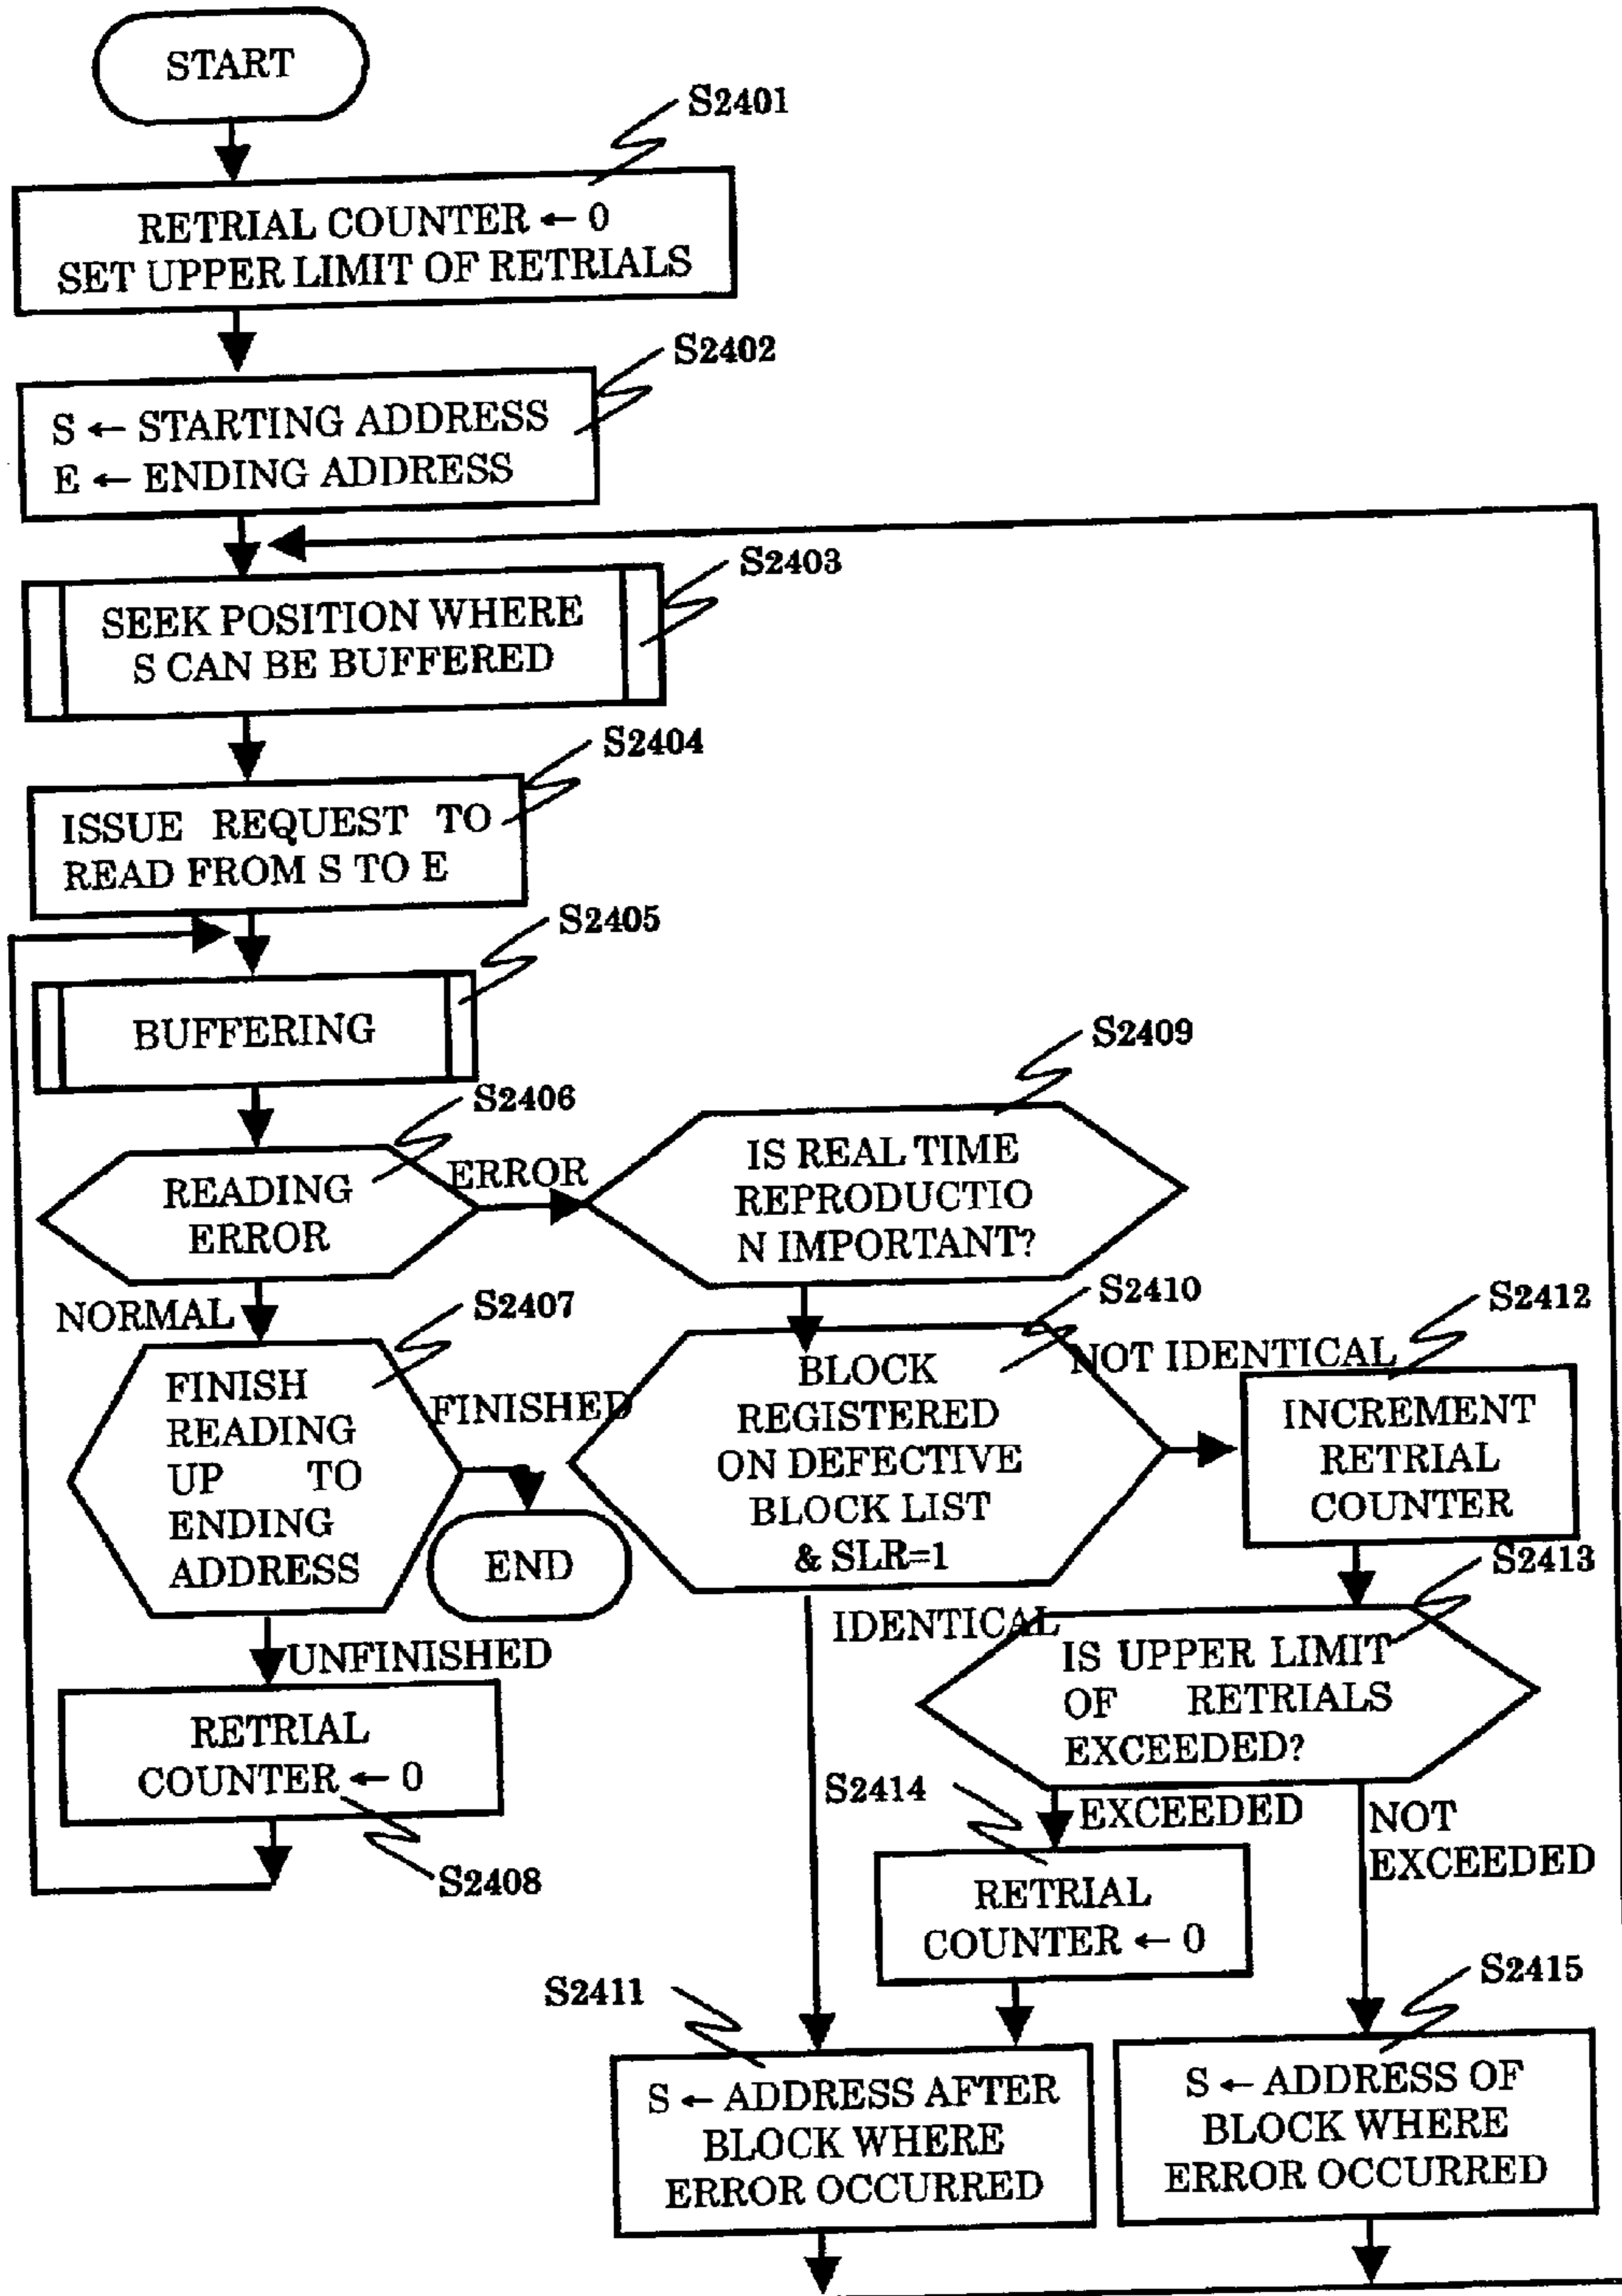 START
S2401
RETRIAL COUNTER ← 0
SET UPPER LIMIT OF RETRIALS
S2402
S ← STARTING ADDRESS
E ← ENDING ADDRESS
S2403
SEEK POSITION WHERE
S CAN BE BUFFERED
S2404
ISSUE REQUEST TO
READ FROM S TO E
S2405
BUFFERING
S2406
READING
ERROR
ERROR
S2409
IS REAL TIME
REPRODUCTIO
N IMPORTANT?
NORMAL
S2407
FINISH
READING
UP TO
ENDING
ADDRESS
FINISHED
END
S2410
BLOCK
REGISTERED
ON DEFECTIVE
BLOCK LIST
& SLR=1
NOT IDENTICAL
S2412
INCREMENT
RETRIAL
COUNTER
UNFINISHED
RETRIAL
COUNTER ← 0
S2408
IDENTICAL
S2413
IS UPPER LIMIT
OF RETRIALS
EXCEEDED?
S2414
EXCEEDED
NOT
EXCEEDED
RETRIAL
COUNTER ← 0
S2411
S ← ADDRESS AFTER
BLOCK WHERE
ERROR OCCURRED
S2415
S ← ADDRESS OF
BLOCK WHERE
ERROR OCCURRED